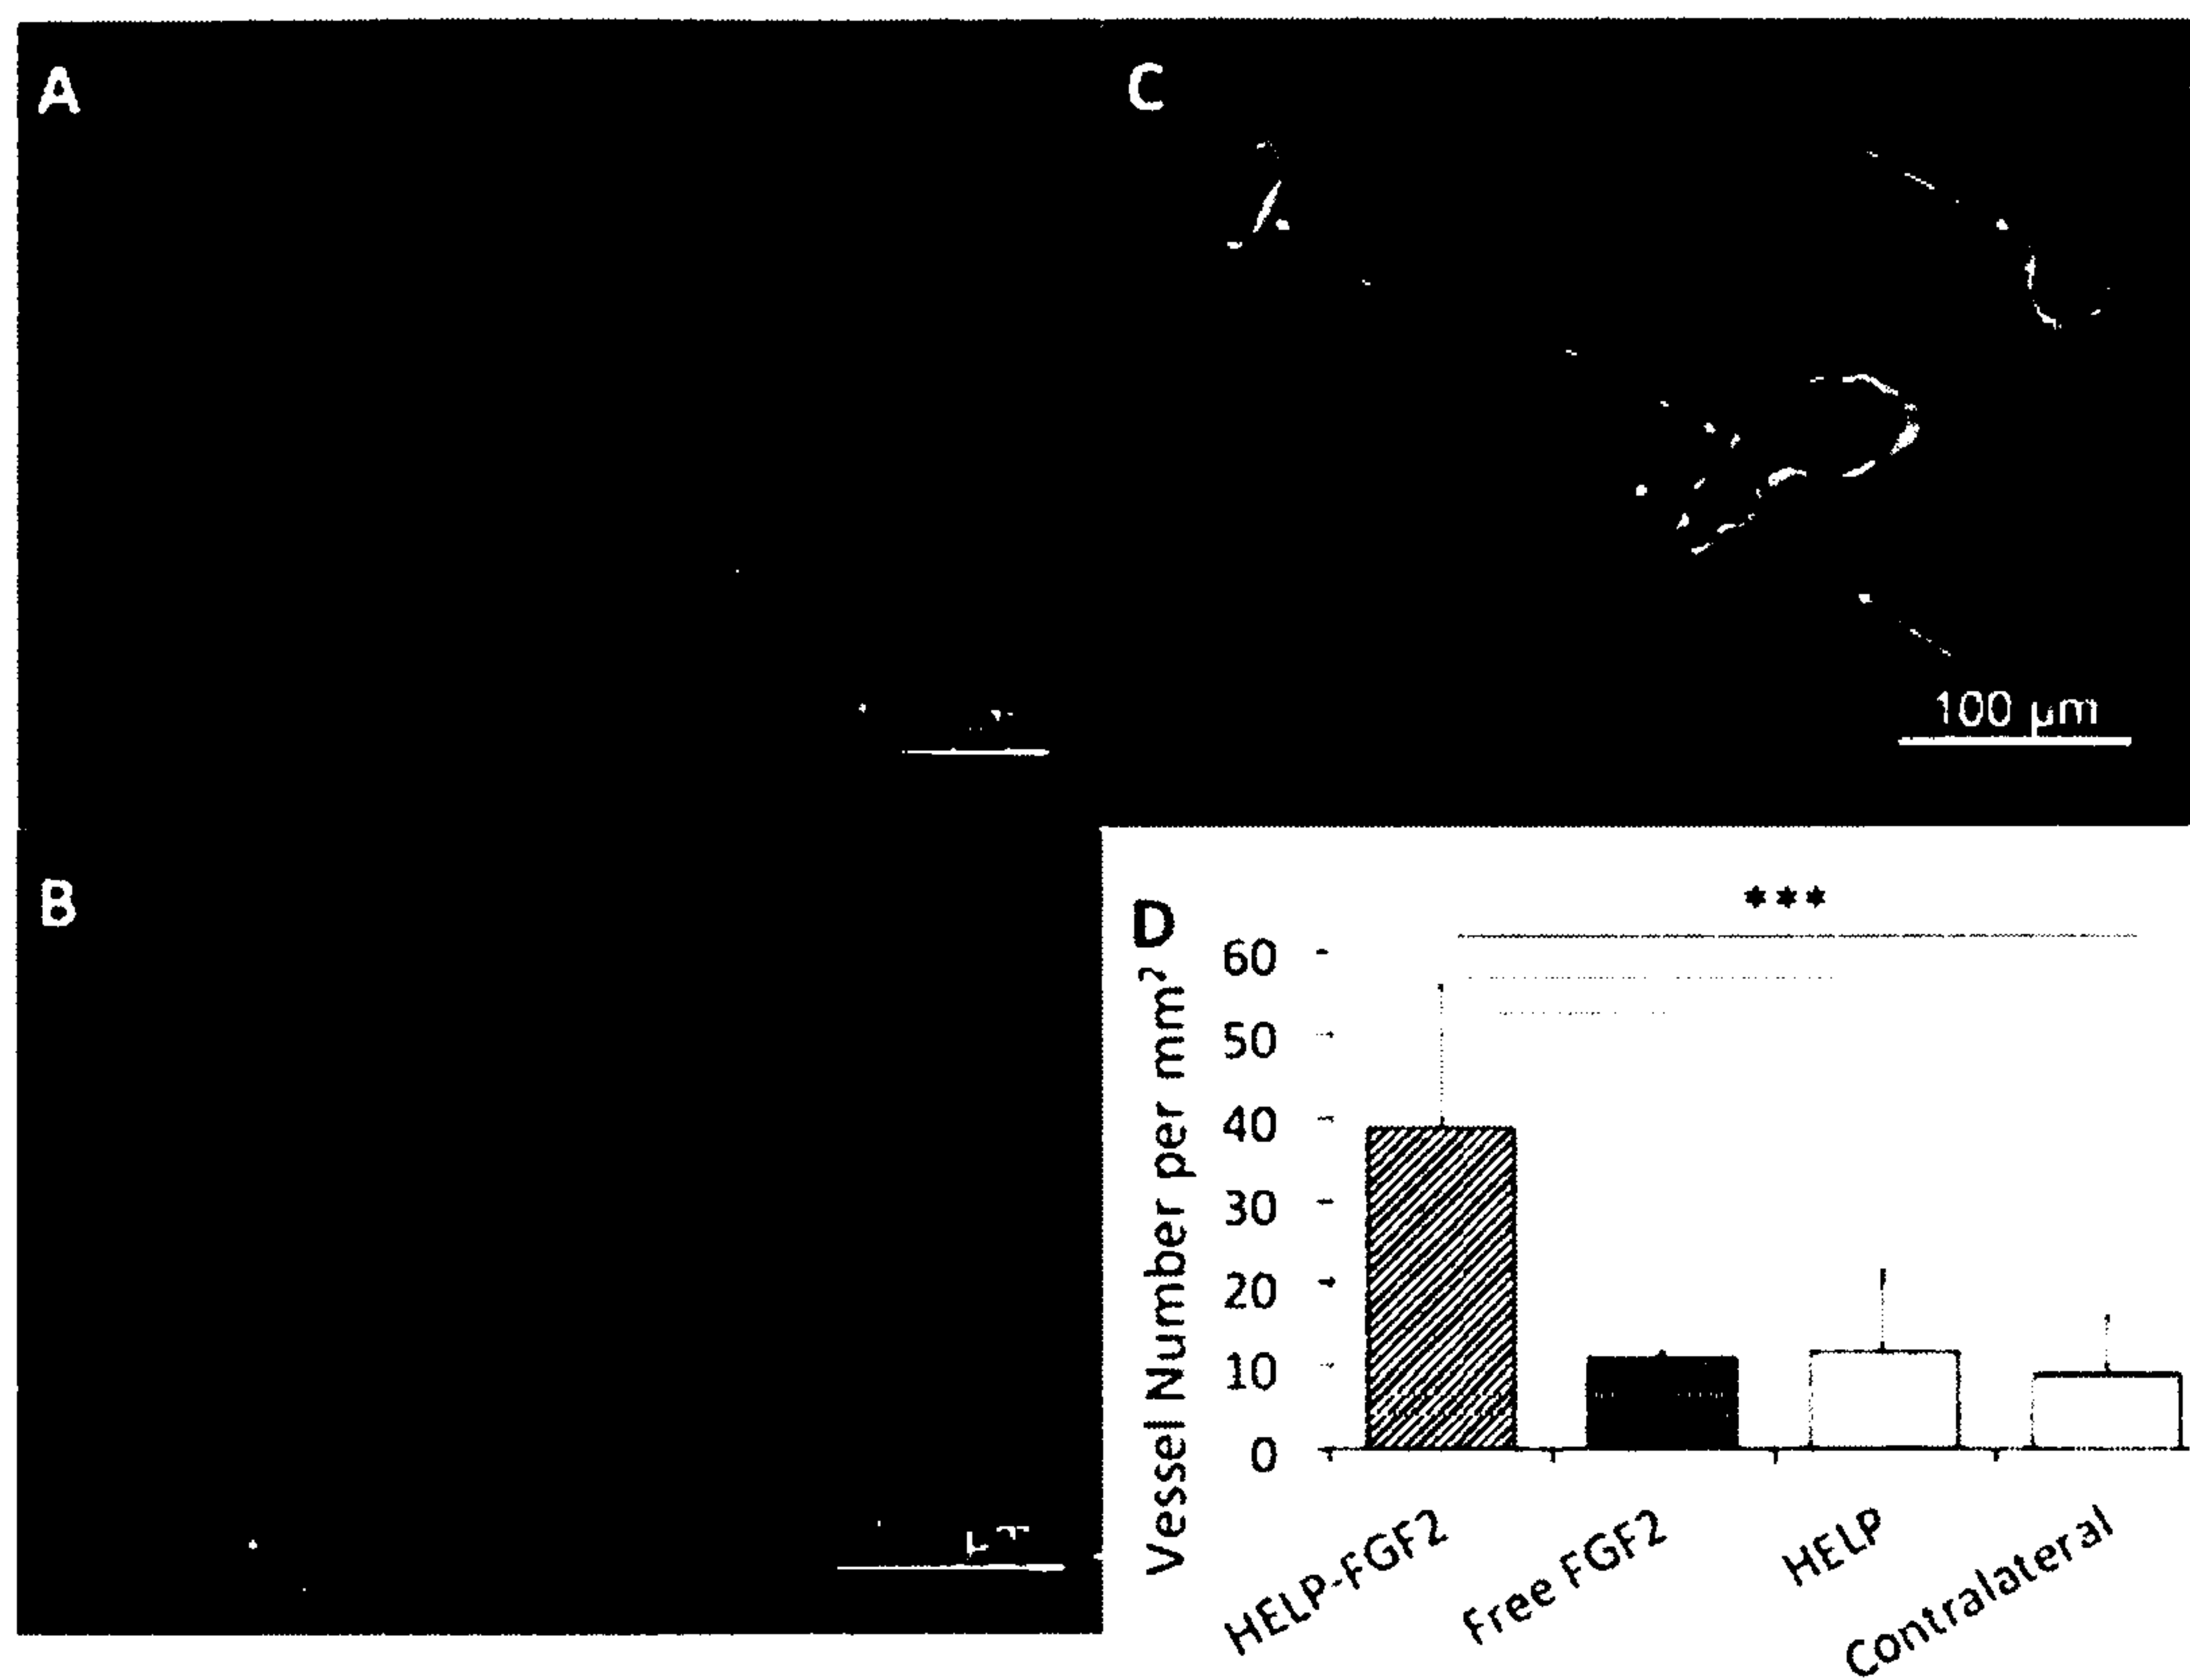 A
C
100 µm
B
D
***
Vessel Number per mm²
60
50
40
30
20
10
0
HELP-FGF2
Free FGF2
HELP
Contralateral